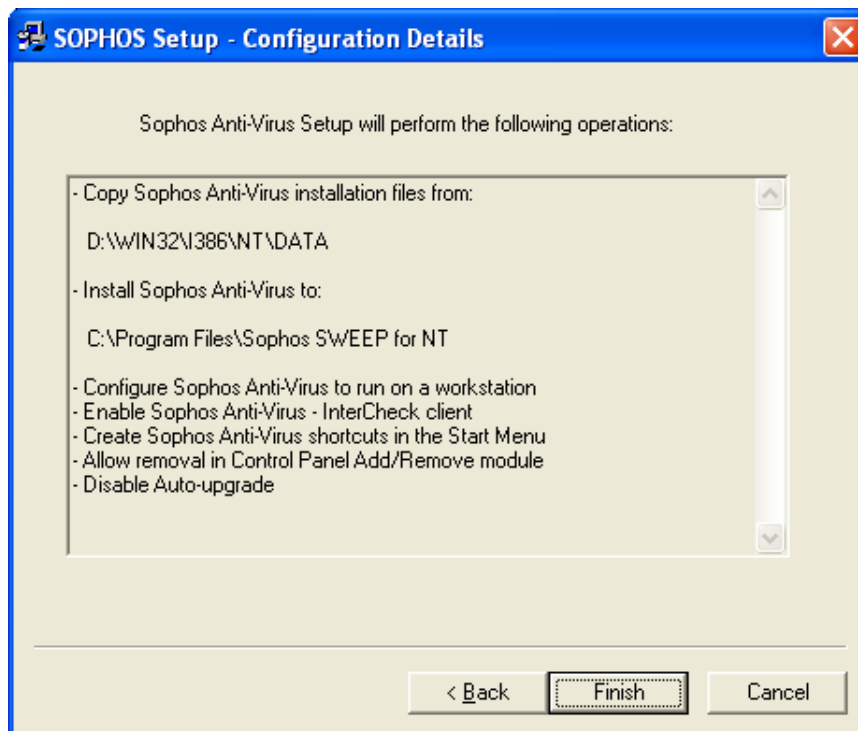 SOPHOS Setup - Configuration Details
Sophos Anti-Virus Setup will perform the following operations:
- Copy Sophos Anti-Virus installation files from:
D:\WIN32\I386\NT\DATA
- Install Sophos Anti-Virus to:
C:\Program Files\Sophos SWEEP for NT
- Configure Sophos Anti-Virus to run on a workstation
- Enable Sophos Anti-Virus - InterCheck client
- Create Sophos Anti-Virus shortcuts in the Start Menu
- Allow removal in Control Panel Add/Remove module
- Disable Auto-upgrade
< Back
Finish
Cancel